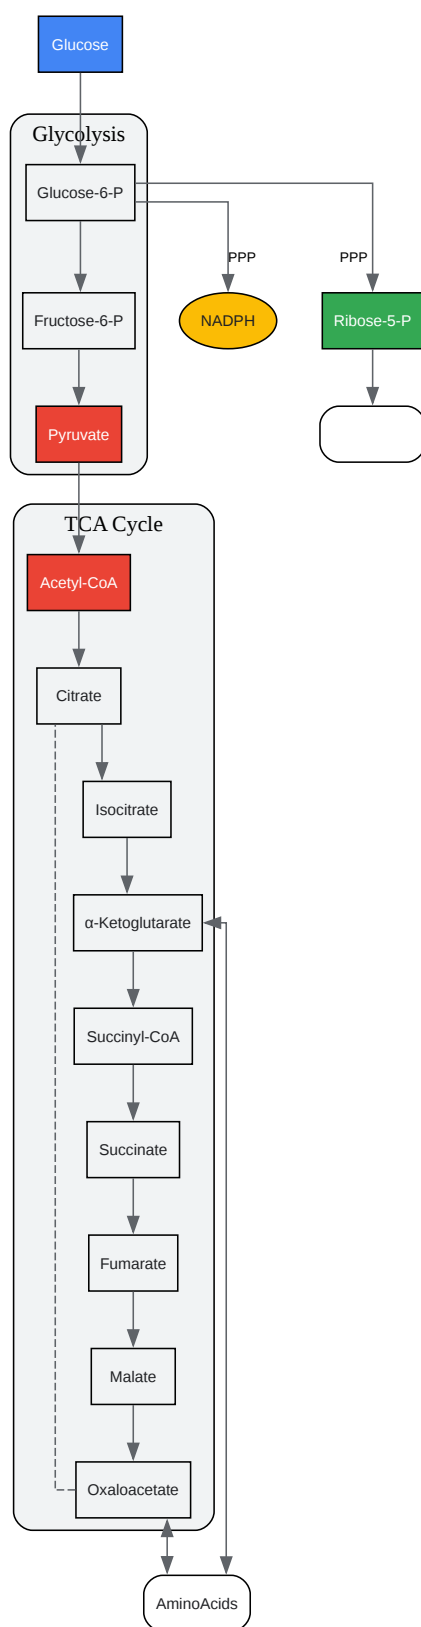 Glucose
Glycolysis
Glucose-6-P
PPP
PPP
Fructose-6-P
NADPH
Ribose-5-P
Pyruvate
TCA Cycle
Acetyl-CoA
Citrate
Isocitrate
α-Ketoglutarate
Succinyl-CoA
Succinate
Fumarate
Malate
Oxaloacetate
AminoAcids